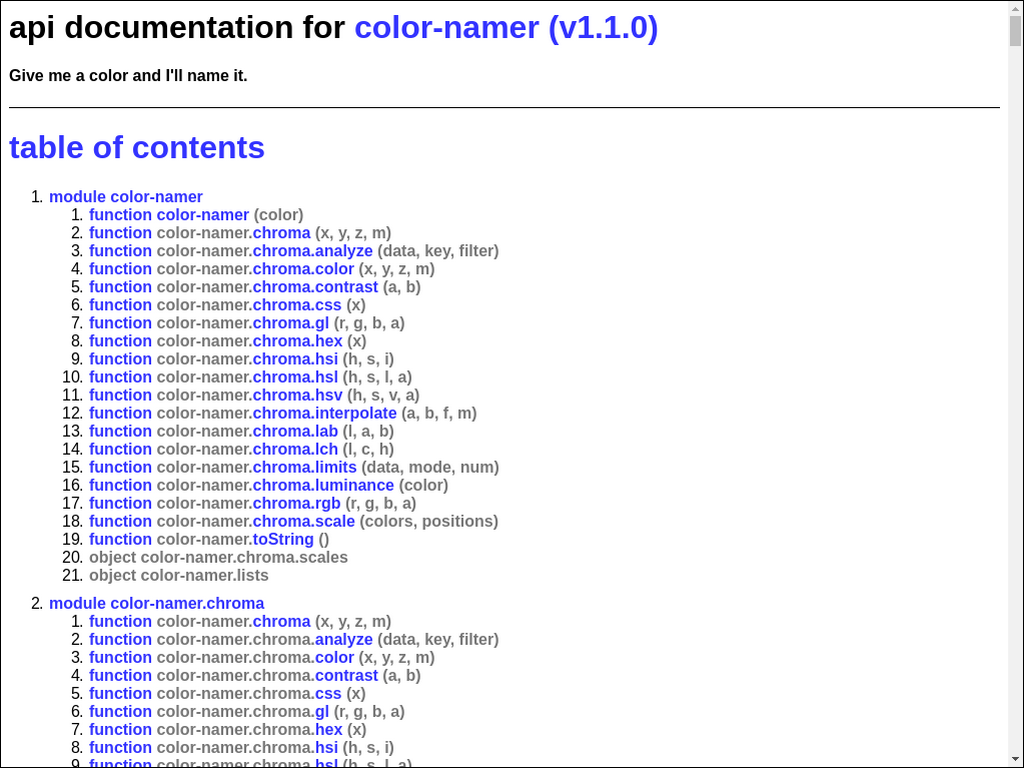 api documentation for color-namer (v1.1.0)
Give me a color and I'll name it.
table of contents
1. module color-namer
1. function color-namer (color)
2. function color-namer.chroma (x, y, z, m)
3. function color-namer.chroma.analyze (data, key, filter)
4. function color-namer.chroma.color (x, y, z, m)
5. function color-namer.chroma.contrast (a, b)
6. function color-namer.chroma.css (x)
7. function color-namer.chroma.gl (r, g, b, a)
8. function color-namer.chroma.hex (x)
9. function color-namer.chroma.hsi (h, s, i)
10. function color-namer.chroma.hsl (h, s, l, a)
11. function color-namer.chroma.hsv (h, s, v, a)
12. function color-namer.chroma.interpolate (a, b, f, m)
13. function color-namer.chroma.lab (l, a, b)
14. function color-namer.chroma.lch (l, c, h)
15. function color-namer.chroma.limits (data, mode, num)
16. function color-namer.chroma.luminance (color)
17. function color-namer.chroma.rgb (r, g, b, a)
18. function color-namer.chroma.scale (colors, positions)
19. function color-namer.toString ()
20. object color-namer.chroma.scales
21. object color-namer.lists
2. module color-namer.chroma
1. function color-namer.chroma (x, y, z, m)
2. function color-namer.chroma.analyze (data, key, filter)
3. function color-namer.chroma.color (x, y, z, m)
4. function color-namer.chroma.contrast (a, b)
5. function color-namer.chroma.css (x)
6. function color-namer.chroma.gl (r, g, b, a)
7. function color-namer.chroma.hex (x)
8. function color-namer.chroma.hsi (h, s, i)
9. function color-namer.chroma.hsl (h, s, l, a)